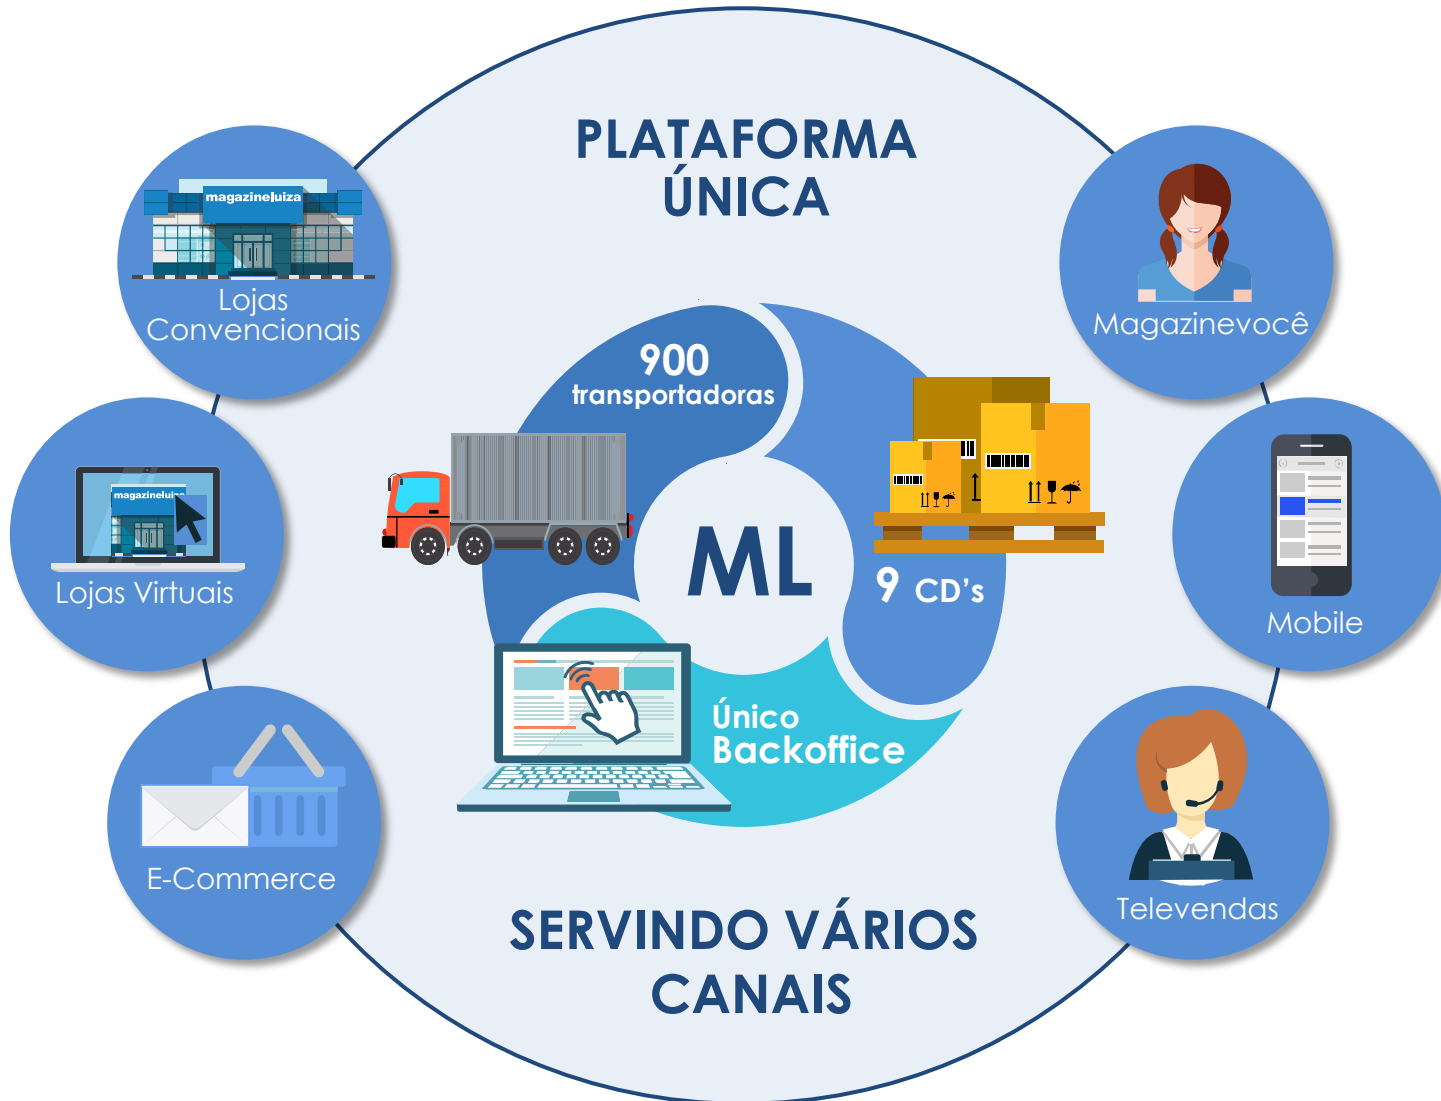 PLATAFORMA
ÚNICA
magazineluiza
Lojas
Convencionais
Magazinevocê
900
transportadoras
magazineluiza
Lojas Virtuais
ML
9 CD’s
Mobile
Único
Backoffice
E-Commerce
Televendas
SERVINDO VÁRIOS
CANAIS